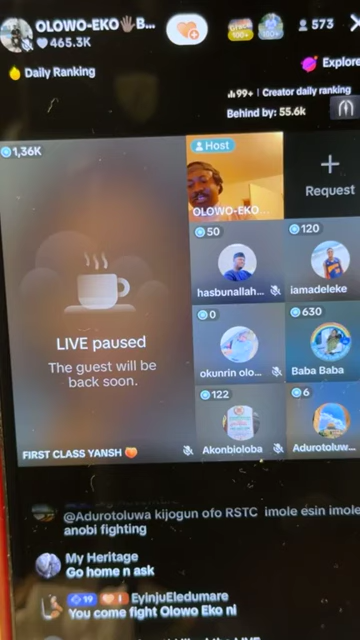 OLOWO-EKO🖐🏿B...
465.3K
Gracie
100+
100+
573
Daily Ranking
Explore
99+ | Creator daily ranking
Behind by: 55.6k
1,36K
Host
OLOWO-EKO...
+
Request
50
hasbunallah...
120
iamadeleke
LIVE paused
The guest will be
back soon.
0
okunrin olo...
630
Baba Baba
122
Akonbioloba
6
Adurotoluw...
FIRST CLASS YANSH 🍑
@Adurotoluwa kijogun ofo RSTC imole esin imole
anobi fighting
My Heritage
Go home n ask
19
EyinjuEledumare
You come fight Olowo Eko ni